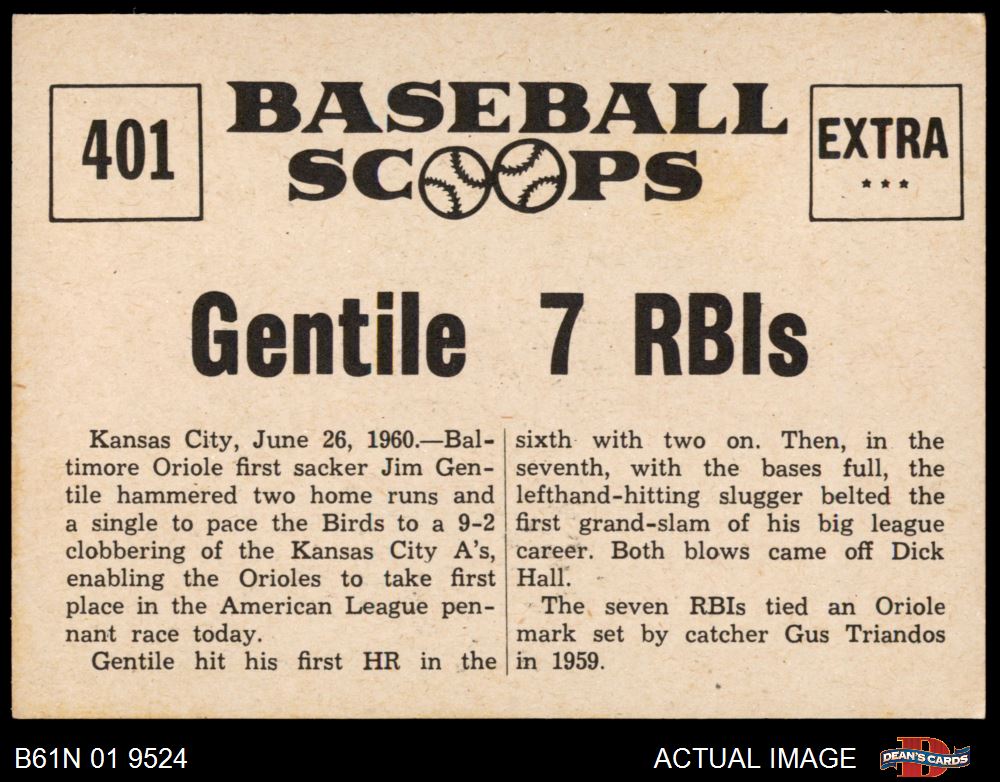 401
BASEBALL
SCOOPS
EXTRA
Gentile 7 RBIs
Kansas City, June 26, 1960.—Bal-
timore Oriole first sacker Jim Gen-
tile hammered two home runs and
a single to pace the Birds to a 9-2
clobbering of the Kansas City A's,
enabling the Orioles to take first
place in the American League pen-
nant race today.
Gentile hit his first HR in the
sixth with two on. Then, in the
seventh, with the bases full, the
lefthand-hitting slugger belted the
first grand-slam of his big league
career. Both blows came off Dick
Hall.
The seven RBIs tied an Oriole
mark set by catcher Gus Triandos
in 1959.
B61N 01 9524
ACTUAL IMAGE
D
DEAN'S CARDS